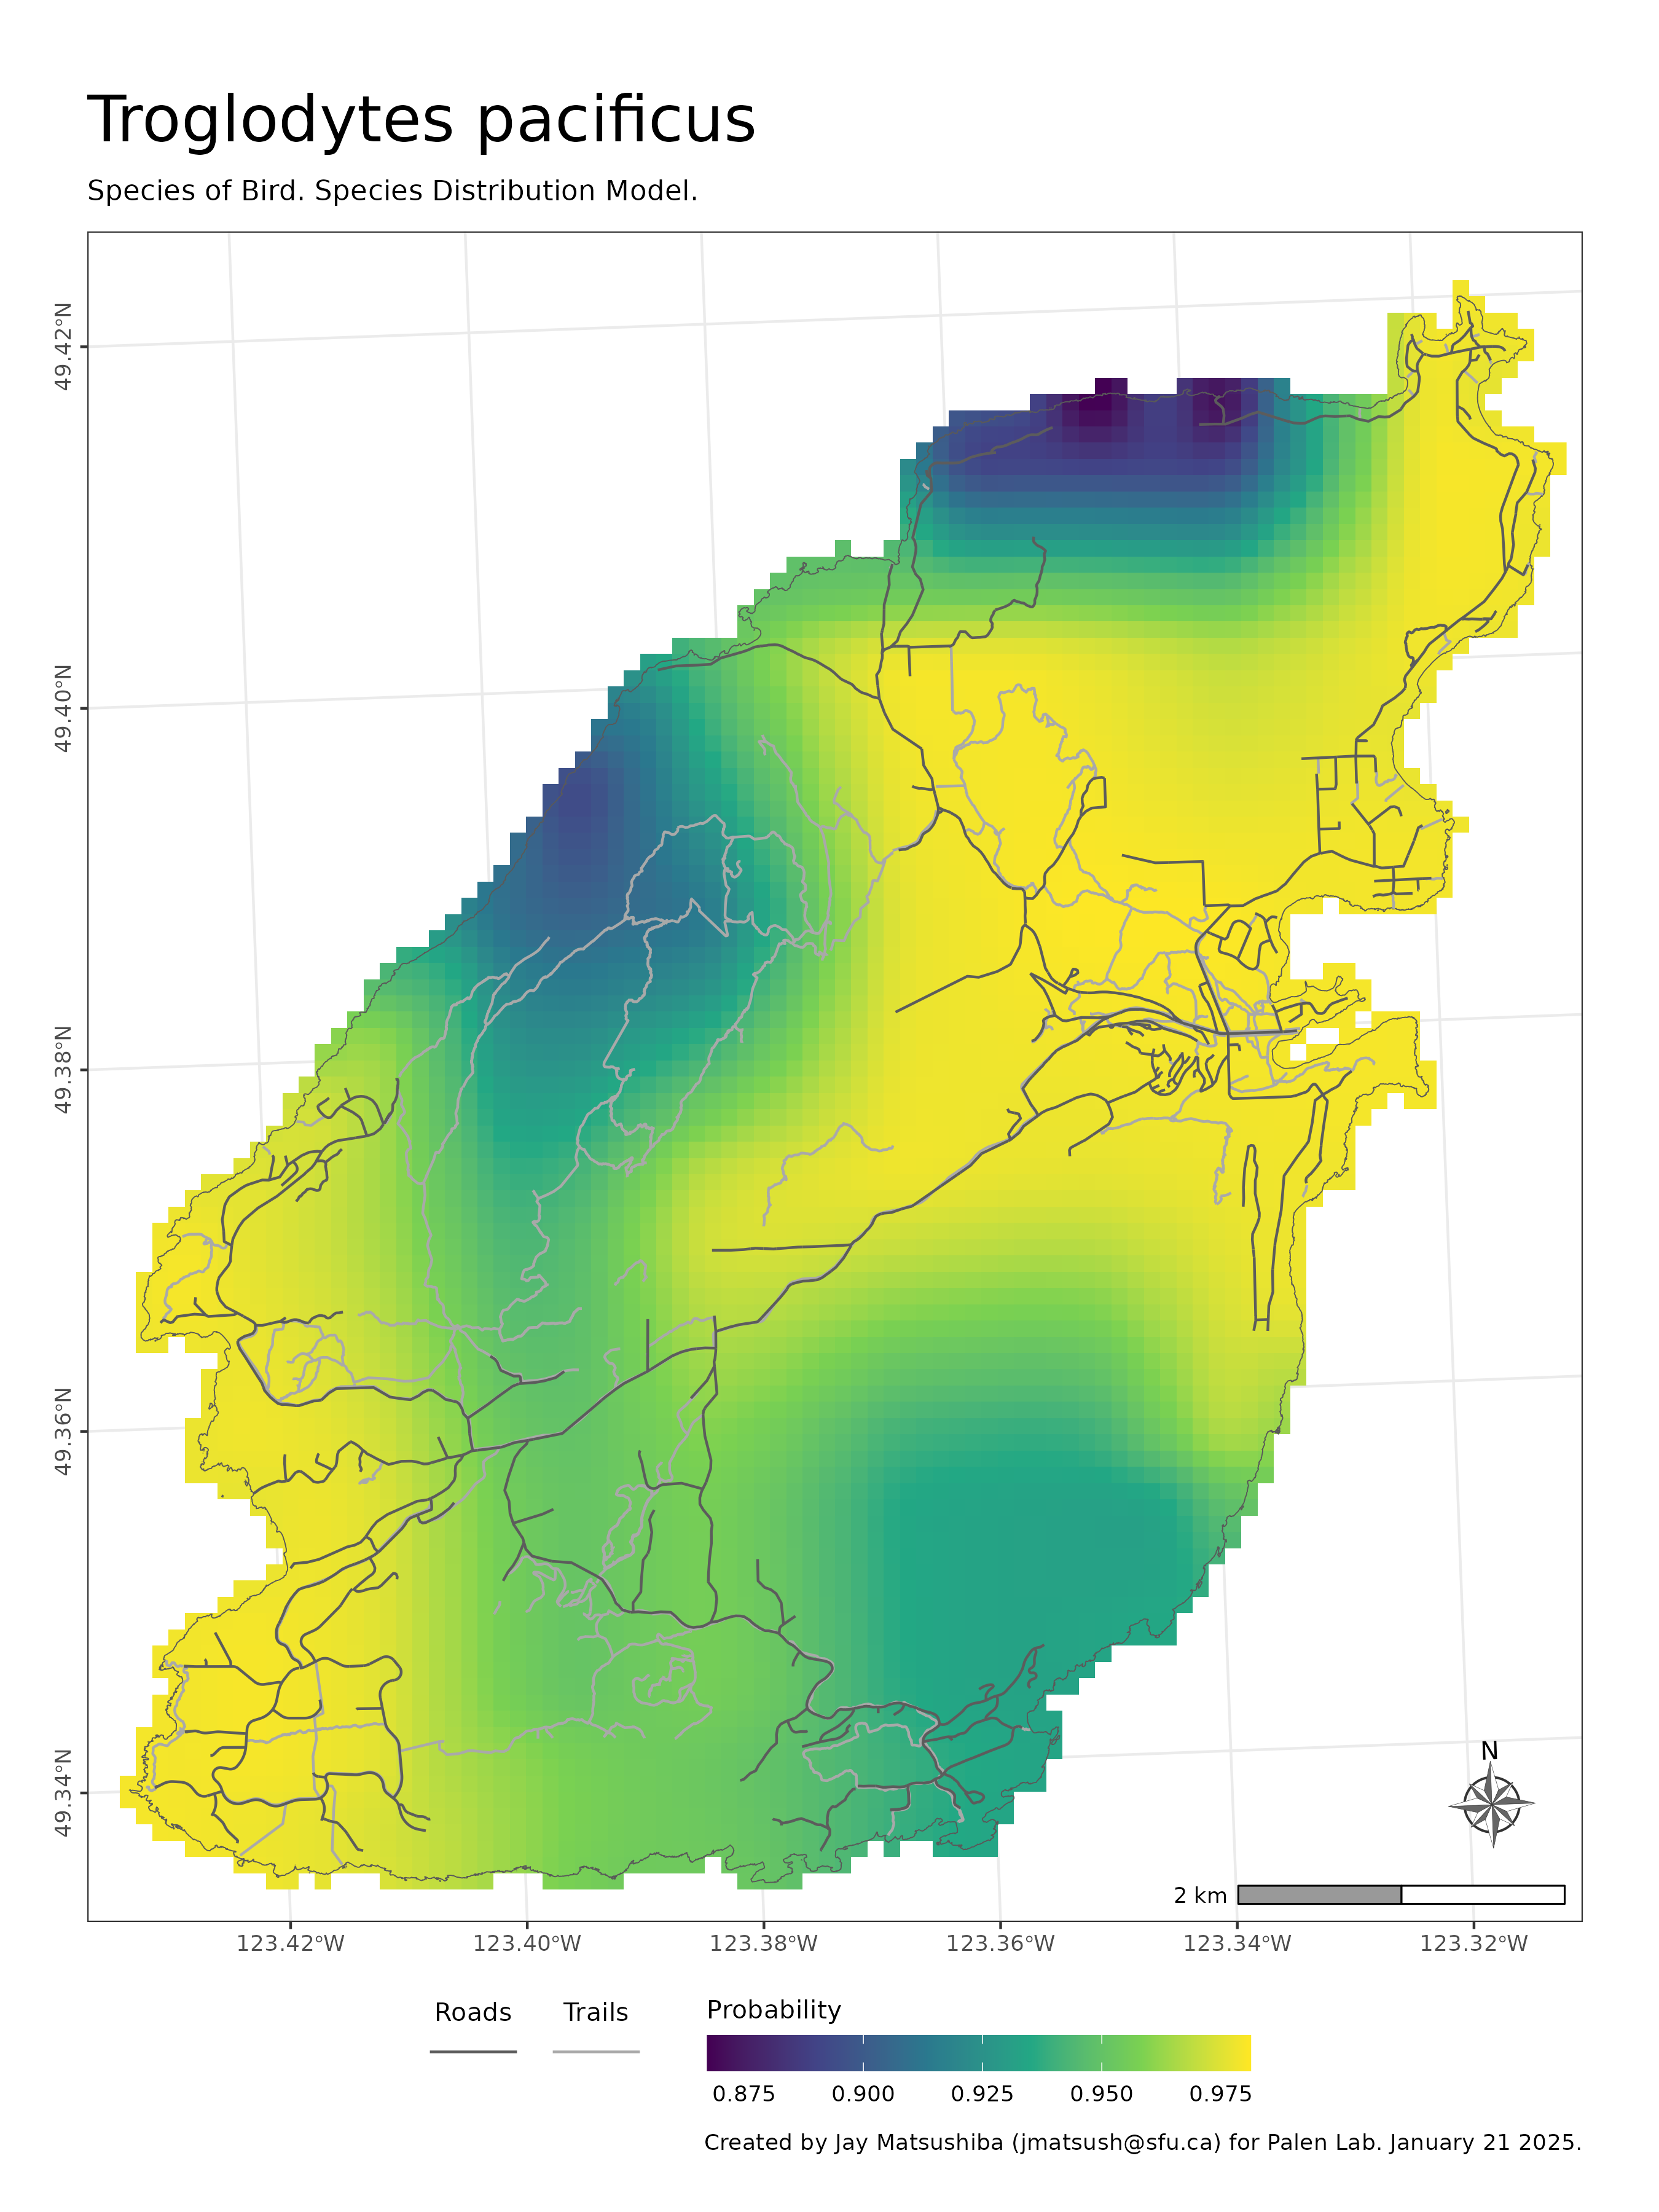 Troglodytes pacificus
Species of Bird. Species Distribution Model.
49.42°N
49.40°N
49.38°N
49.36°N
49.34°N
N
2 km
123.42°W 123.40°W 123.38°W 123.36°W 123.34°W 123.32°W
Roads Trails Probability
0.875 0.900 0.925 0.950 0.975
Created by Jay Matsushiba (jmatsush@sfu.ca) for Palen Lab. January 21 2025.